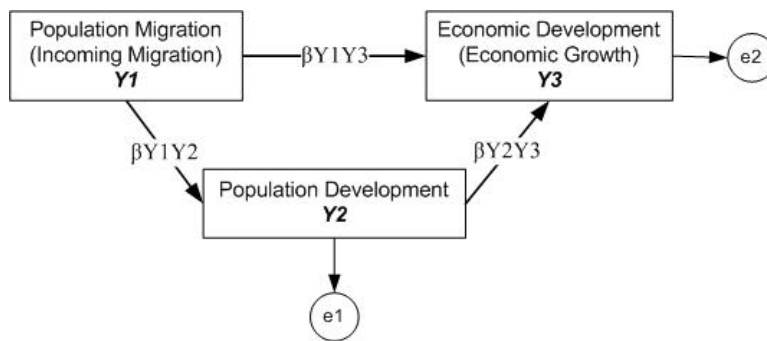 Population Migration
(Incoming Migration)
Y1
βY1Y3
Economic Development
(Economic Growth)
Y3
e2
βY1Y2
βY2Y3
Population Development
Y2
e1